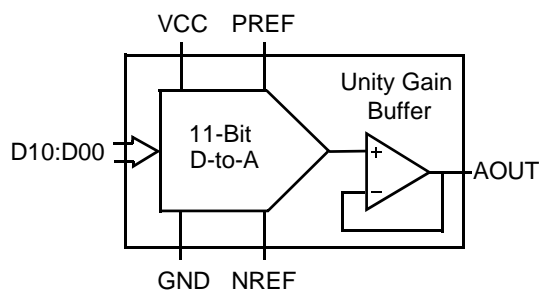 VCC PREF
Unity Gain
Buffer
11-Bit
D-to-A
D10:D00
+
−
AOUT
GND NREF